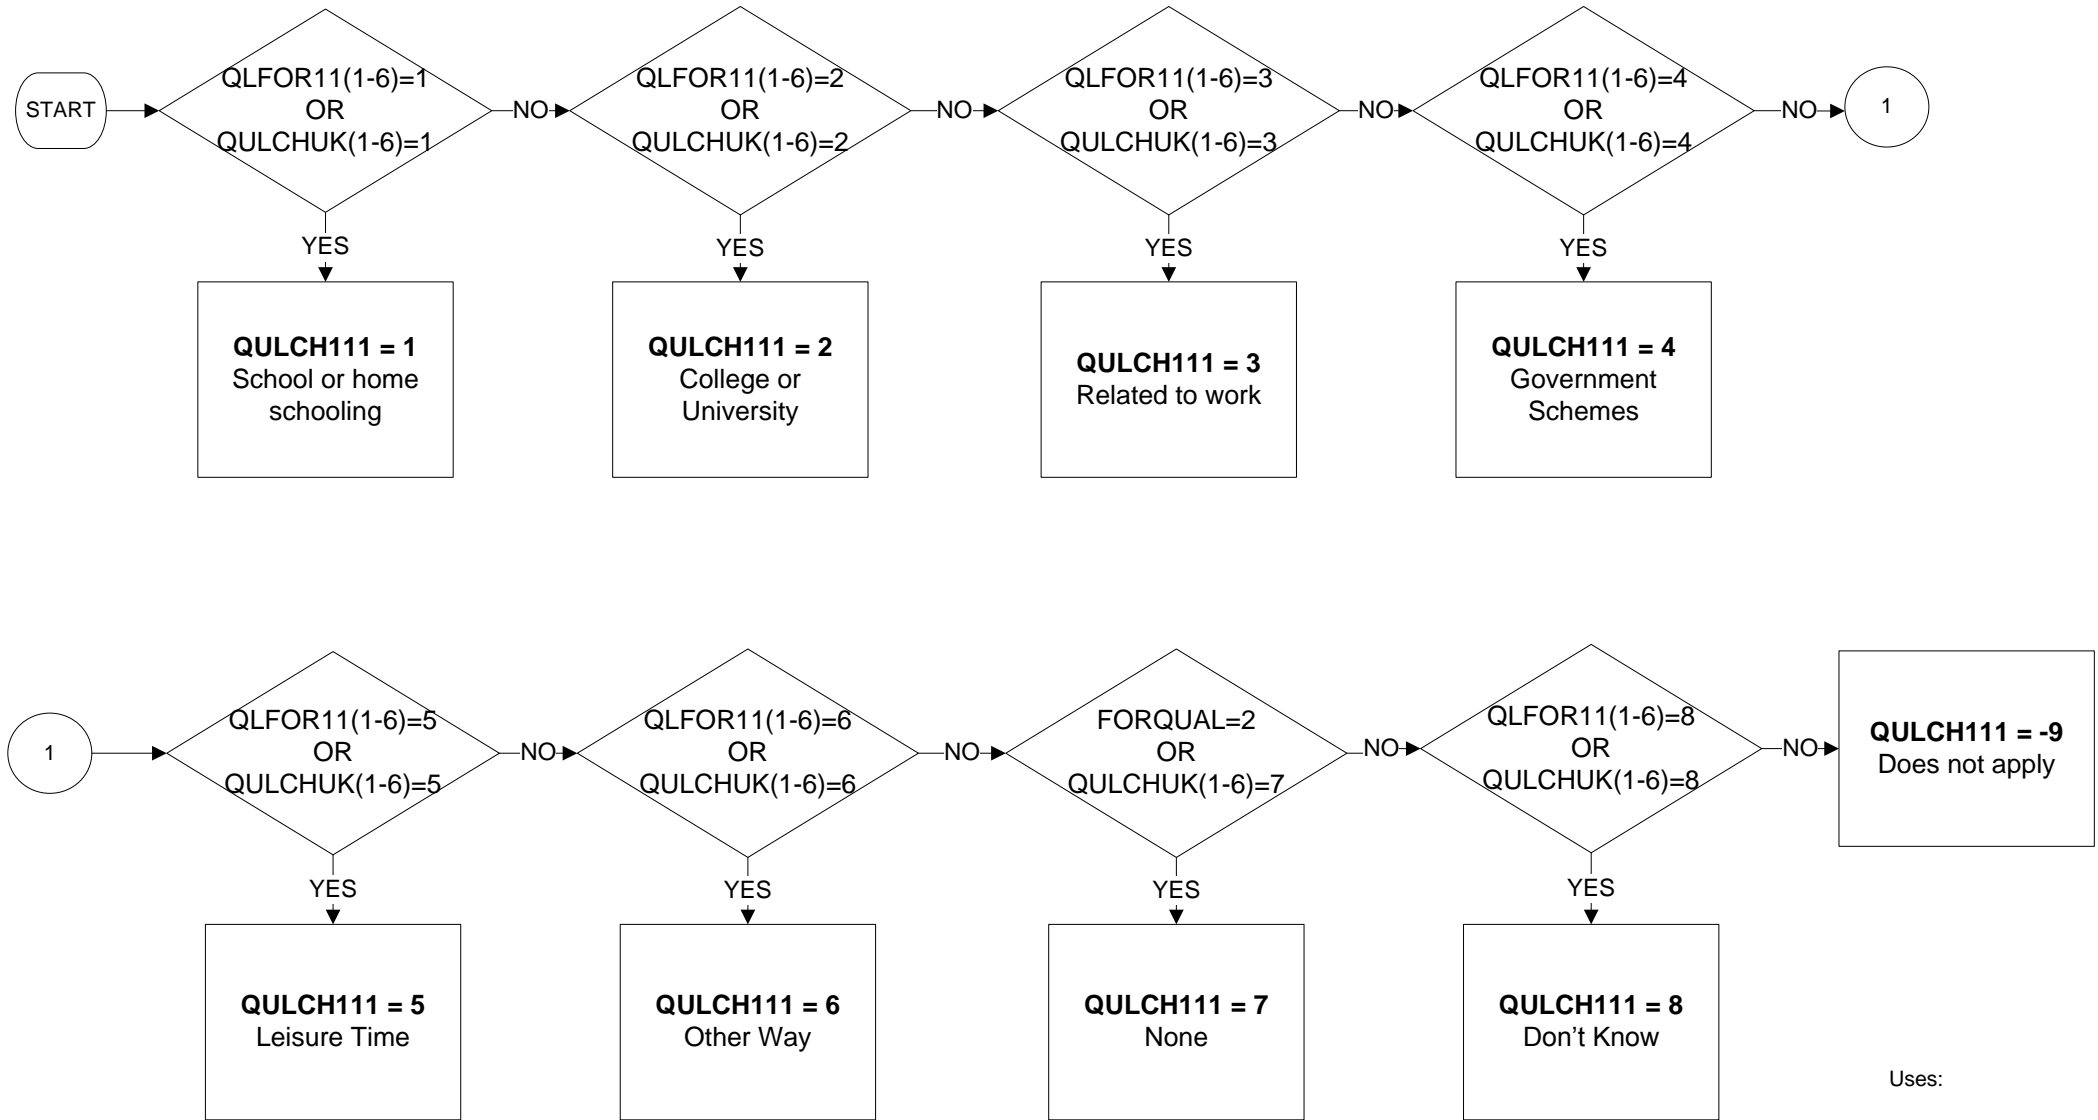 START
QLFOR11(1-6)=1
OR
QULCHUK(1-6)=1
NO
QLFOR11(1-6)=2
OR
QULCHUK(1-6)=2
NO
QLFOR11(1-6)=3
OR
QULCHUK(1-6)=3
NO
QLFOR11(1-6)=4
OR
QULCHUK(1-6)=4
NO
1
YES
YES
YES
YES
QULCH111 = 1
School or home
schooling
QULCH111 = 2
College or
University
QULCH111 = 3
Related to work
QULCH111 = 4
Government
Schemes
1
QLFOR11(1-6)=5
OR
QULCHUK(1-6)=5
NO
QLFOR11(1-6)=6
OR
QULCHUK(1-6)=6
NO
FORQUAL=2
OR
QULCHUK(1-6)=7
NO
QLFOR11(1-6)=8
OR
QULCHUK(1-6)=8
NO
QULCH111 = -9
Does not apply
YES
YES
YES
YES
QULCH111 = 5
Leisure Time
QULCH111 = 6
Other Way
QULCH111 = 7
None
QULCH111 = 8
Don’t Know
Uses: